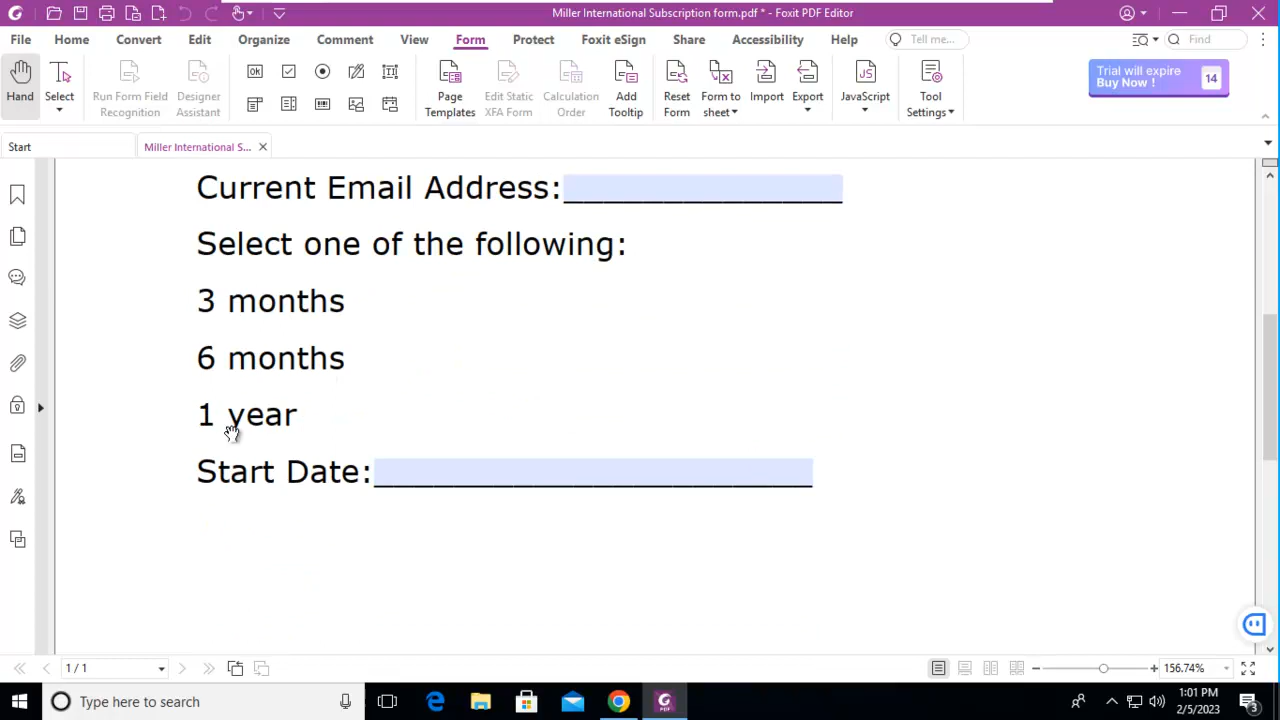 Miller International Subscription form.pdf * - Foxit PDF Editor
File Home Convert Edit Organize Comment View Form Protect Foxit eSign Share Accessibility Help Tell me... Find
Hand
Select
Run Form Field Recognition
Designer Assistant
OK
Page Templates
Edit Static XFA Form
Calculation Order
Add Tooltip
Reset Form
Form to sheet
Import
Export
JS
JavaScript
Tool Settings
Trial will expire
Buy Now !
14
Start
Miller International S...
Current Email Address:
Select one of the following:
3 months
6 months
1 year
Start Date:
1 / 1
156.74%
Type here to search
PDF
1:01 PM
2/5/2023
3